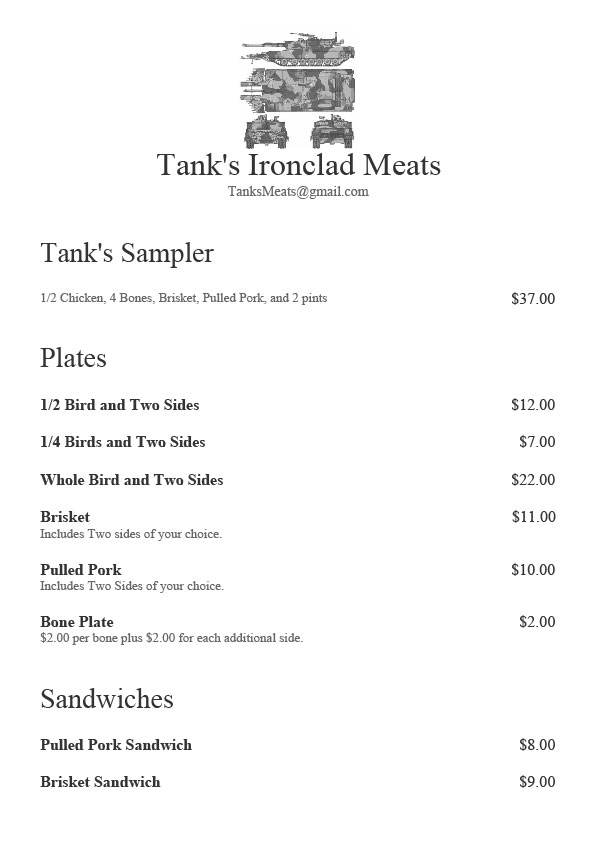 Tank's Ironclad Meats
TanksMeats@gmail.com
Tank's Sampler
1/2 Chicken, 4 Bones, Brisket, Pulled Pork, and 2 pints $37.00
Plates
1/2 Bird and Two Sides $12.00
1/4 Birds and Two Sides $7.00
Whole Bird and Two Sides $22.00
Brisket $11.00
Includes Two sides of your choice.
Pulled Pork $10.00
Includes Two Sides of your choice.
Bone Plate $2.00
$2.00 per bone plus $2.00 for each additional side.
Sandwiches
Pulled Pork Sandwich $8.00
Brisket Sandwich $9.00